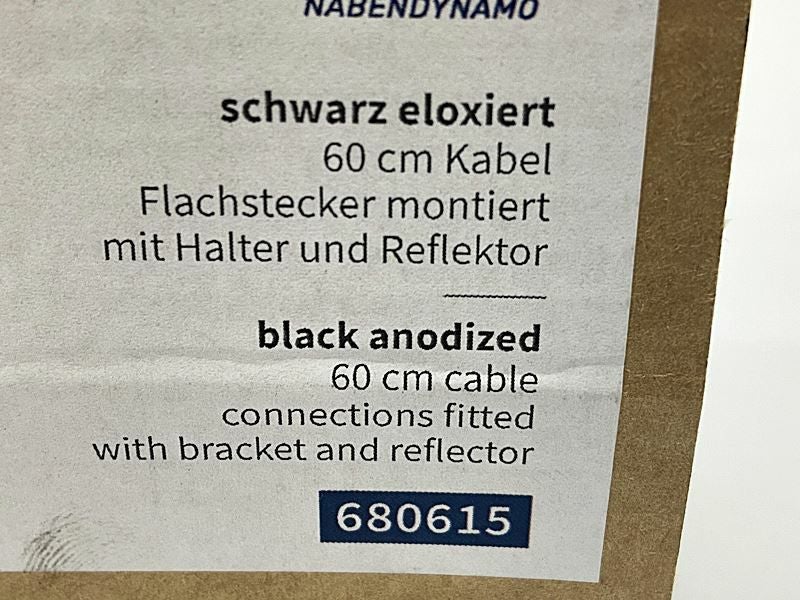 NABENDYNAMO
schwarz eloxiert
60 cm Kabel
Flachstecker montiert
mit Halter und Reflektor
black anodized
60 cm cable
connections fitted
with bracket and reflector
680615